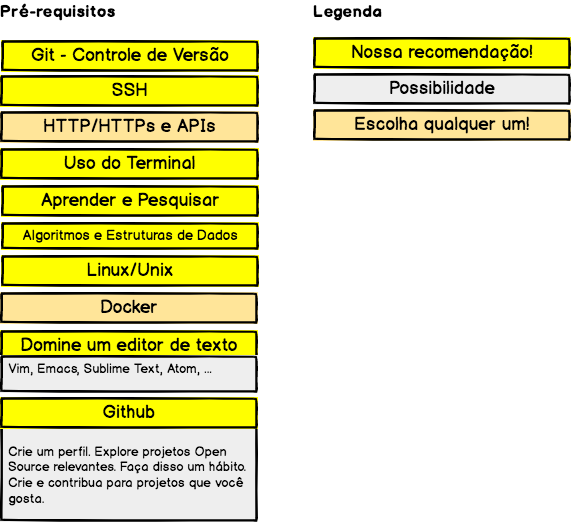 Pré-requisitos
Git - Controle de Versão
SSH
HTTP/HTTPs e APIs
Uso do Terminal
Aprender e Pesquisar
Algoritmos e Estruturas de Dados
Linux/Unix
Docker
Domine um editor de texto
Vim, Emacs, Sublime Text, Atom, ...
Github
Crie um perfil. Explore projetos Open
Source relevantes. Faça disso um hábito.
Crie e contribua para projetos que você
gosta.
Legenda
Nossa recomendação!
Possibilidade
Escolha qualquer um!